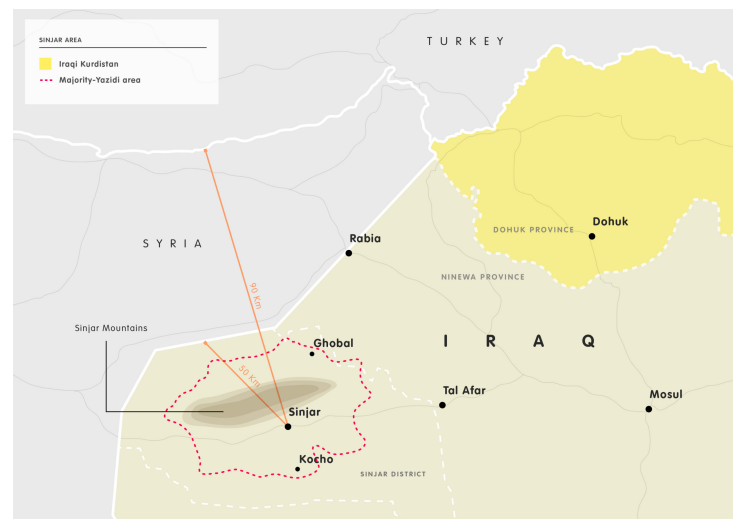 SINJAR AREA
Iraqi Kurdistan
Majority-Yazidi area
TURKEY
Dohuk
DOHUK PROVINCE
SYRIA
Rabia
NINEWA PROVINCE
90 Km
Sinjar Mountains
Ghobal
IRAQ
50 Km
Tal Afar
Mosul
Sinjar
Kocho
SINJAR DISTRICT